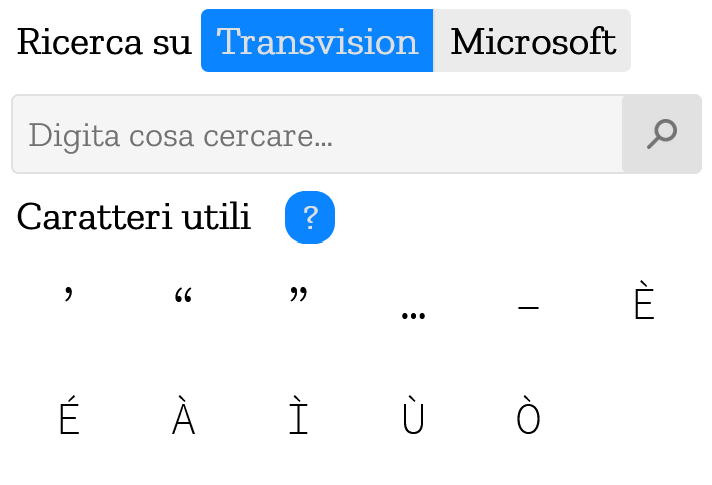 Ricerca su Transvision Microsoft
Digita cosa cercare…
Caratteri utili ?
’ “ ” … – È
É À Ì Ù Ò